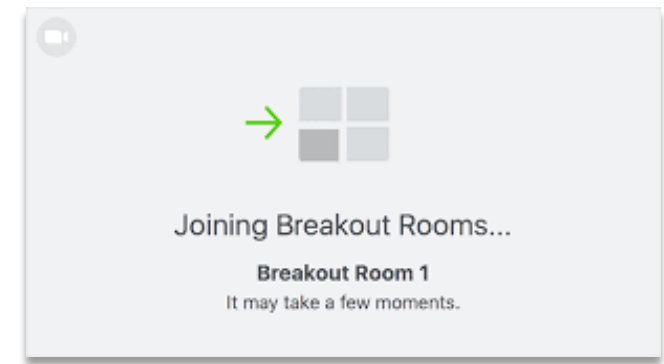 Joining Breakout Rooms...
Breakout Room 1
It may take a few moments.